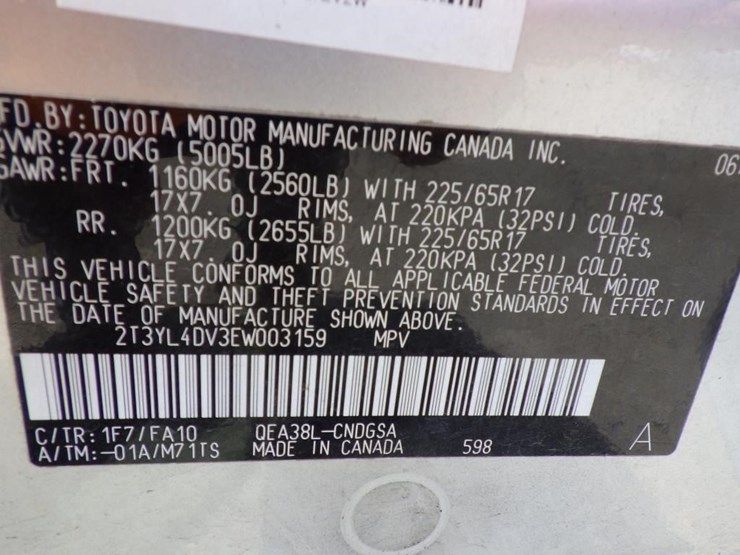 FD.BY:TOYOTA MOTOR MANUFACTURING CANADA INC.
GVWR:2270KG (5005LB)
GAWR:FRT. 1160KG (2560LB) WITH 225/65R17 TIRES,
17X7.0J RIMS, AT 220KPA (32PSI) COLD.
RR. 1200KG (2655LB) WITH 225/65R17 TIRES,
17X7.0J RIMS, AT 220KPA (32PSI) COLD.
THIS VEHICLE CONFORMS TO ALL APPLICABLE FEDERAL MOTOR
VEHICLE SAFETY AND THEFT PREVENTION STANDARDS IN EFFECT ON
THE DATE OF MANUFACTURE SHOWN ABOVE.
2T3YL4DV3EW003159 MPV
C/TR:1F7/FA10 QEA38L-CNDGSA
A/TM:-01A/M71TS MADE IN CANADA 598 A